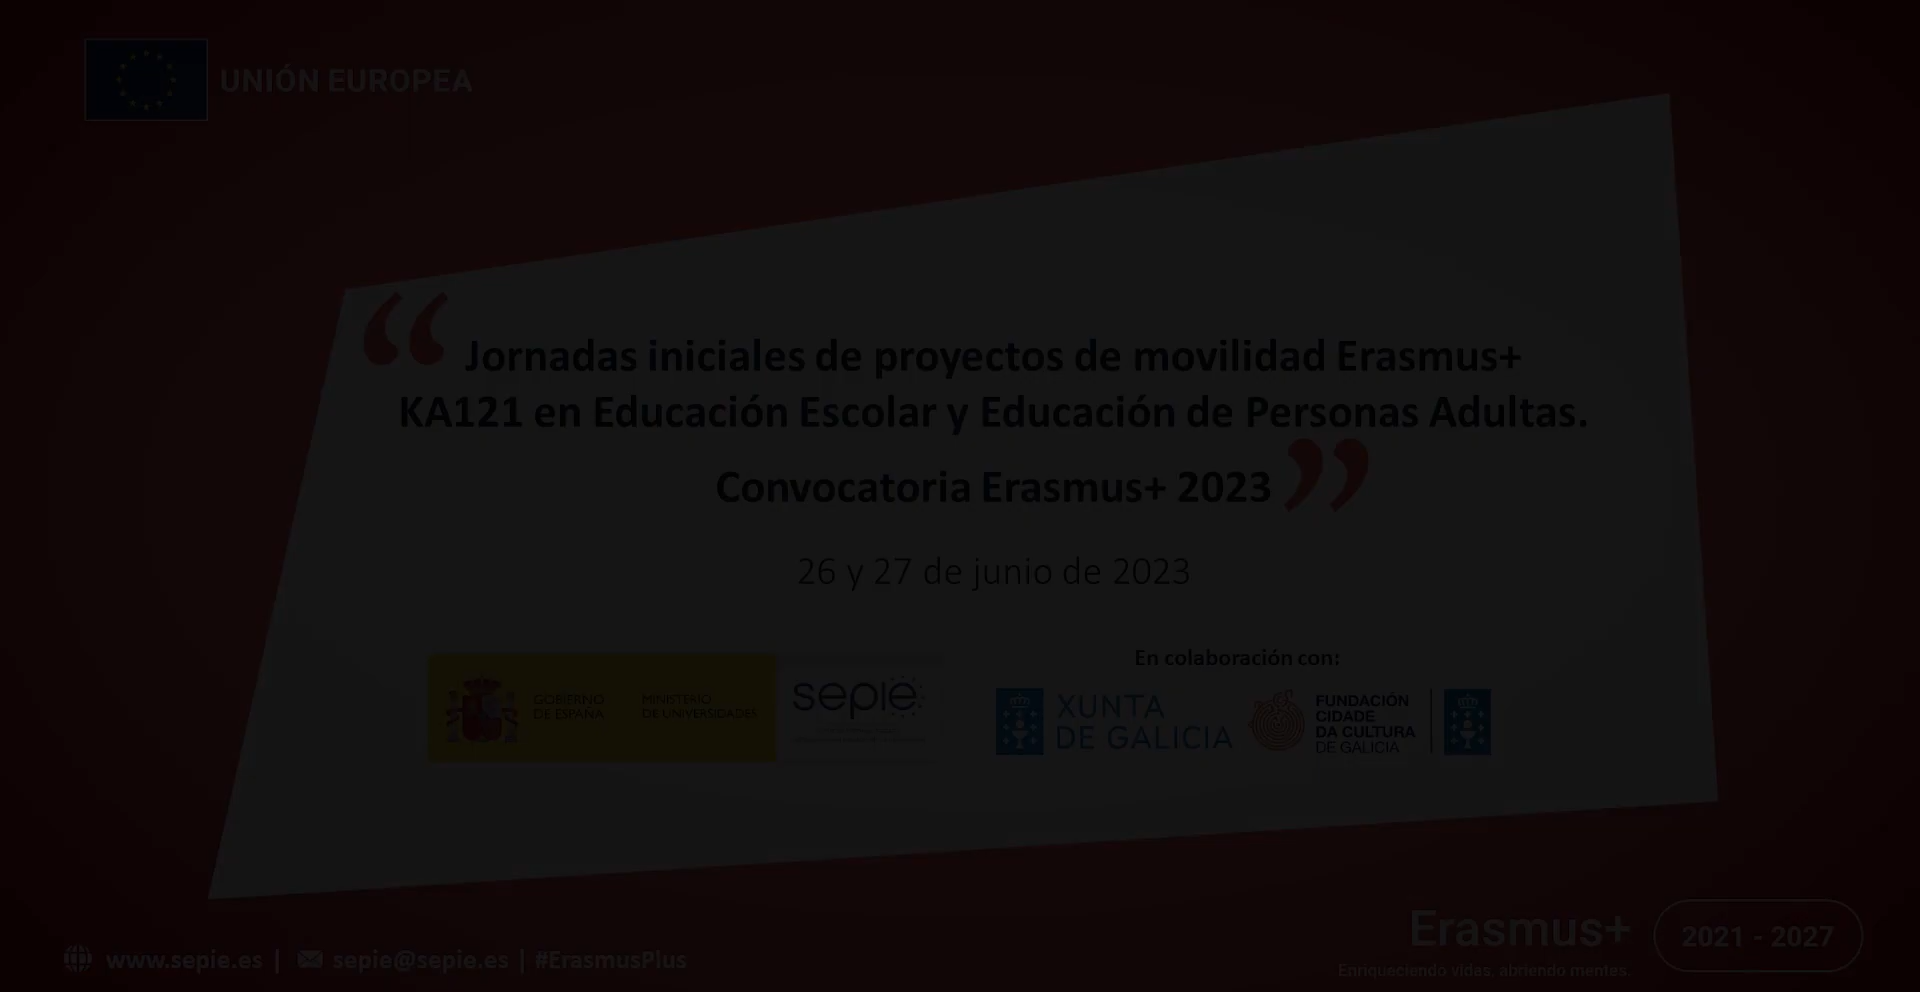 UNIÓN EUROPEA
“Jornadas iniciales de proyectos de movilidad Erasmus+
KA121 en Educación Escolar y Educación de Personas Adultas.
Convocatoria Erasmus+ 2023”
26 y 27 de junio de 2023
En colaboración con:
GOBIERNO
DE ESPAÑA
MINISTERIO
DE UNIVERSIDADES
sepie
XUNTA
DE GALICIA
FUNDACIÓN
CIDADE
DA CULTURA
DE GALICIA
www.sepie.es | sepie@sepie.es | #ErasmusPlus
Erasmus+
Enriqueciendo vidas, abriendo mentes.
2021 - 2027